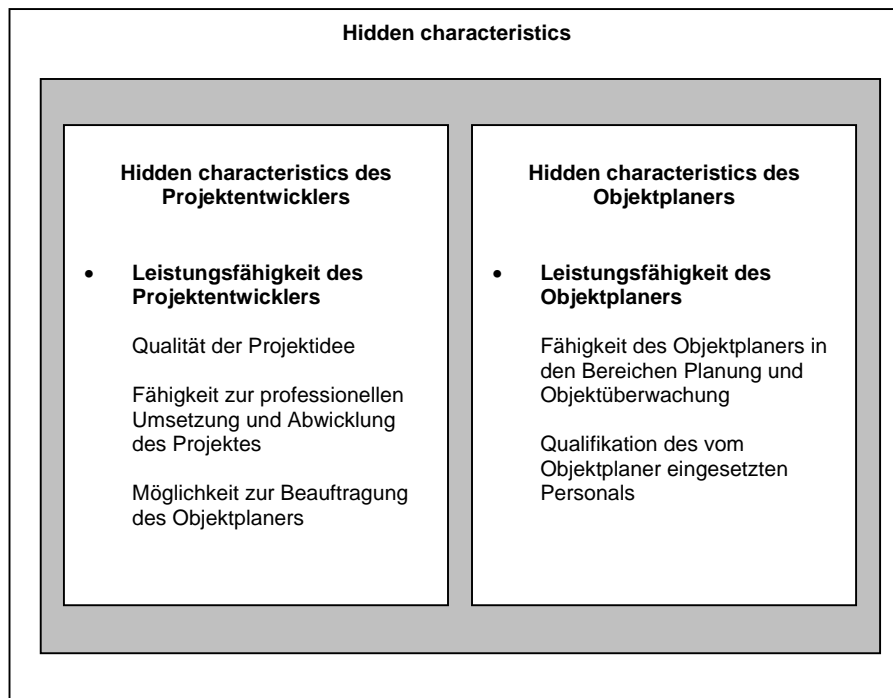 Hidden characteristics
Hidden characteristics des
Projektentwicklers
• Leistungsfähigkeit des
Projektentwicklers
Qualität der Projektidee
Fähigkeit zur professionellen
Umsetzung und Abwicklung
des Projektes
Möglichkeit zur Beauftragung
des Objektplaners
Hidden characteristics des
Objektplaners
• Leistungsfähigkeit des
Objektplaners
Fähigkeit des Objektplaners in
den Bereichen Planung und
Objektüberwachung
Qualifikation des vom
Objektplaner eingesetzten
Personals